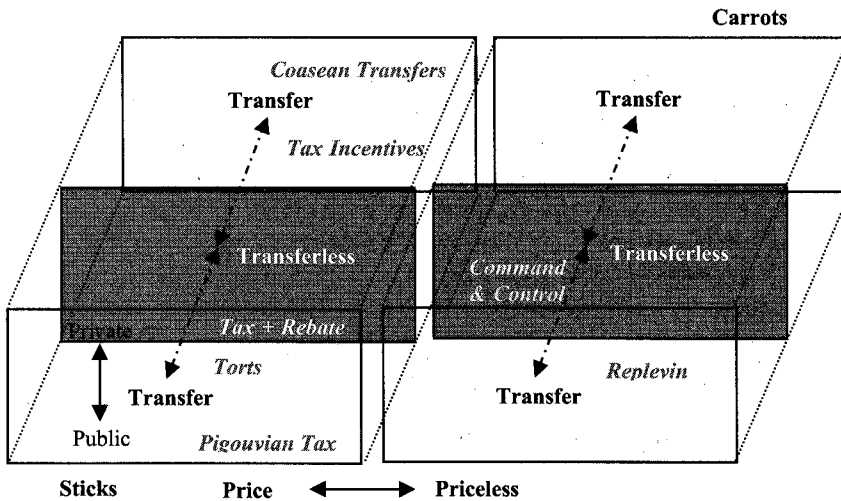 Carrots
Coasean Transfers
Transfer
Transfer
Tax Incentives
Transferless
Transferless
Command
& Control
Private
Tax + Rebate
Torts
Replevin
Transfer
Transfer
Public
Pigouvian Tax
Sticks Price Priceless